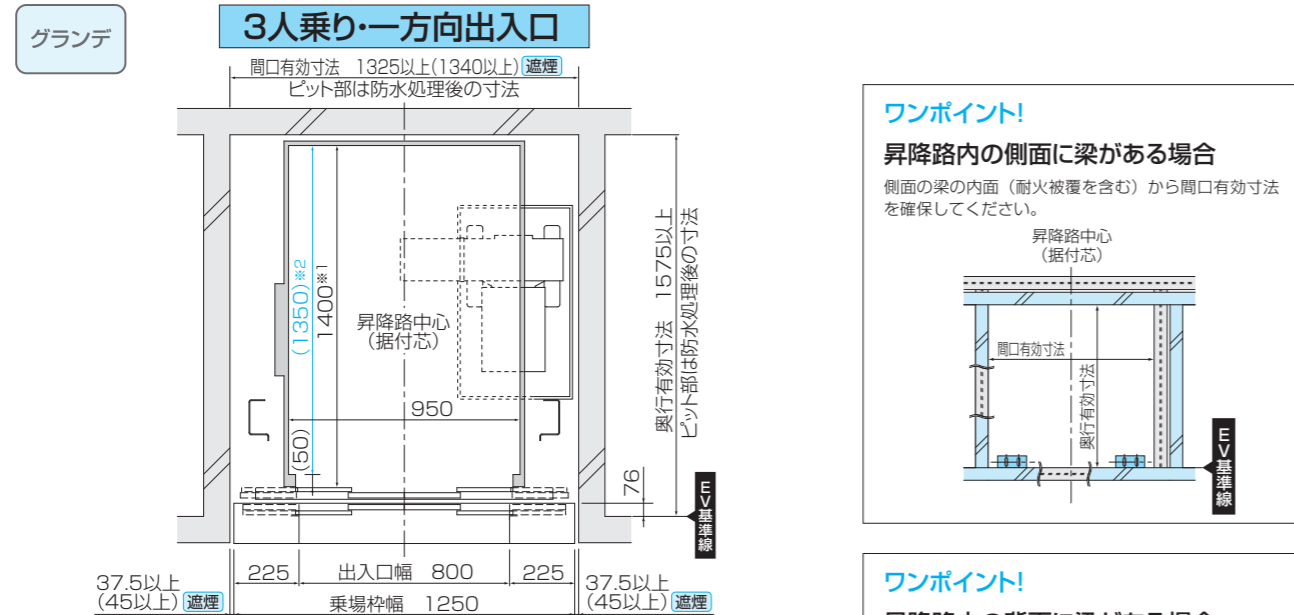 グランデ
3人乗り・一方向出入口
間口有効寸法 1325以上(1340以上) 遮煙
ピット部は防水処理後の寸法
(1350)※2
1400※1
昇降路中心
(据付芯)
950
(50)
奥行有効寸法 1575以上
ピット部は防水処理後の寸法
76
EV基準線
225
出入口幅 800
225
37.5以上
(45以上) 遮煙
乗場枠幅 1250
37.5以上
(45以上) 遮煙
ワンポイント!
昇降路内の側面に梁がある場合
側面の梁の内面（耐火被覆を含む）から間口有効寸法
を確保してください。
昇降路中心
(据付芯)
間口有効寸法
奥行有効寸法
EV基準線
ワンポイント!